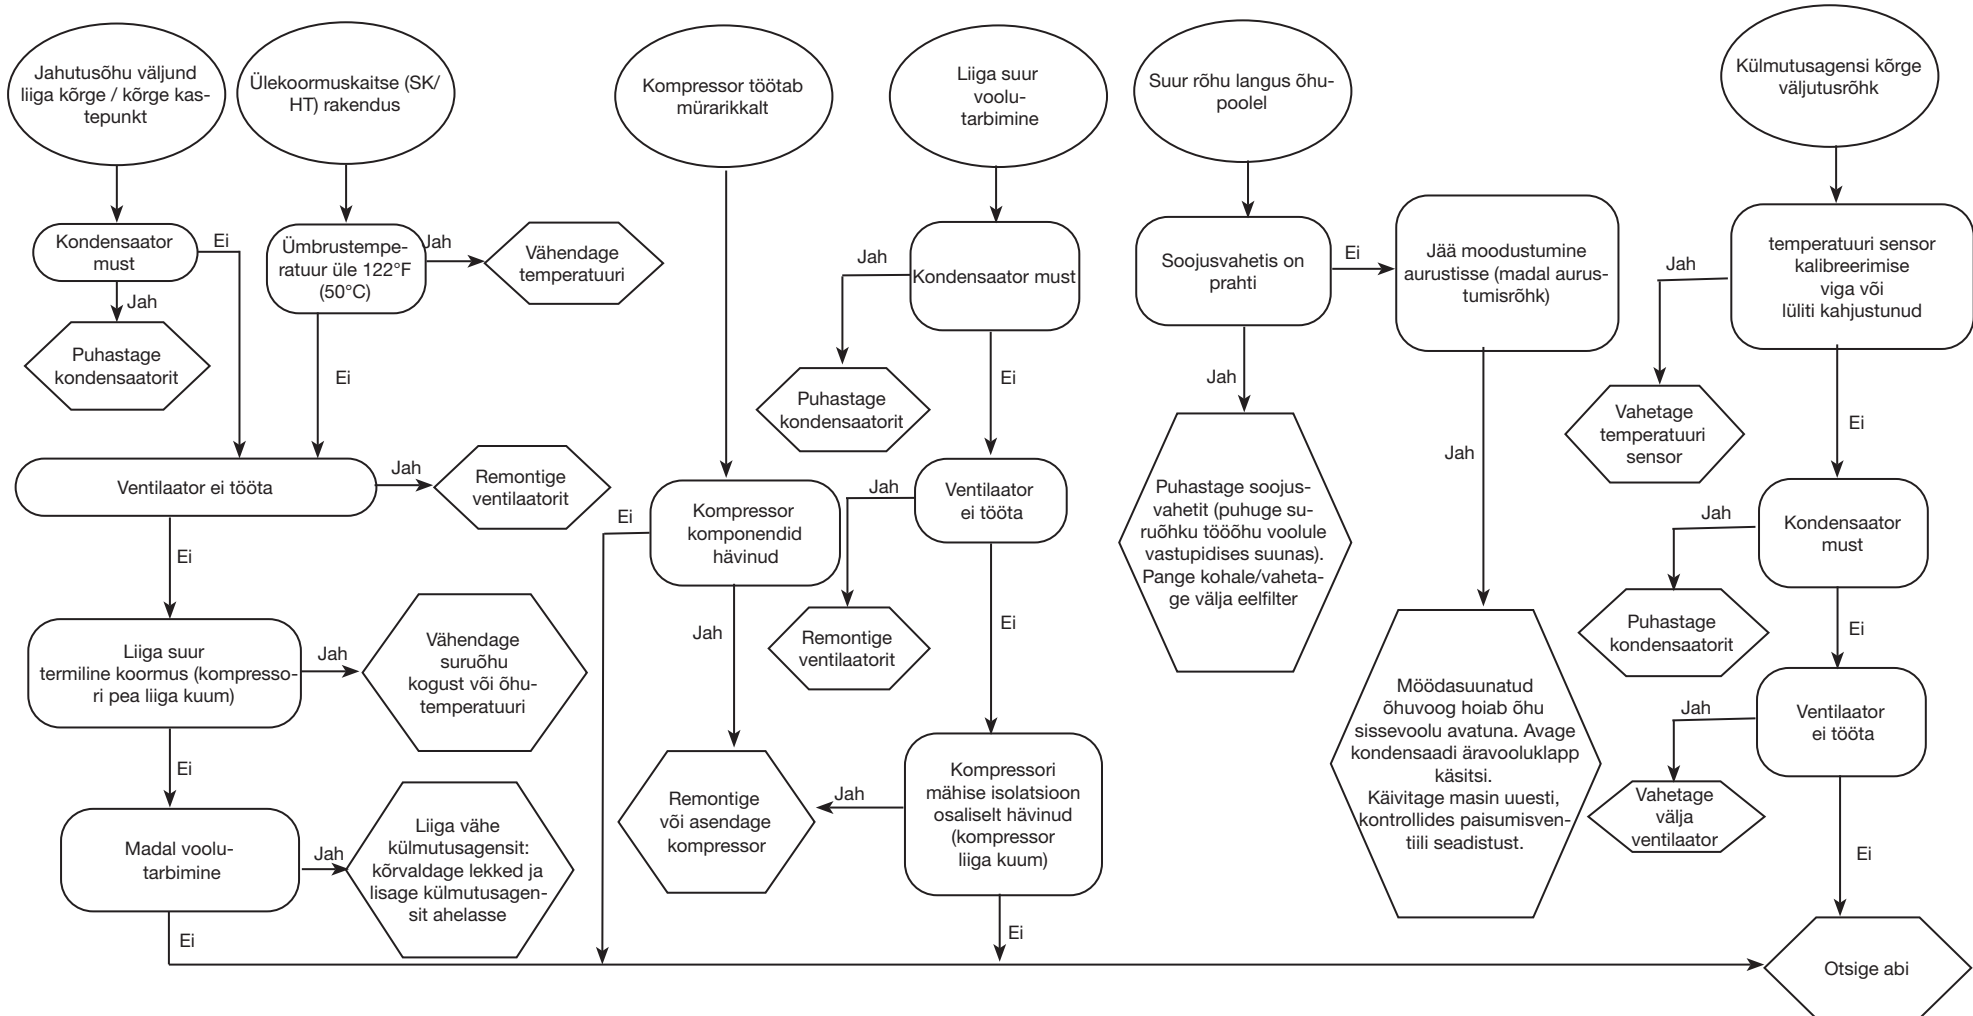 Jahutusõhu väljund
liiga kõrge / kõrge kas-
tepunkt
Ülekoormuskaitse (SK/
HT) rakendus
Kompressor töötab
mürarikkalt
Liiga suur
voolu-
tarbimine
Suur rõhu langus õhu-
poolel
Külmutusagensi kõrge
väljutusrõhk
Kondensaator
must
Ei
Jah
Puhastage
kondensaatorit
Ümbrustempe-
ratuur üle 122°F
(50°C)
Jah
Vähendage
temperatuuri
Ei
Ventilaator ei tööta
Jah
Remontige
ventilaatorit
Ei
Liiga suur
termiline koormus (kompresso-
ri pea liiga kuum)
Jah
Vähendage
suruõhu
kogust või õhu-
temperatuuri
Ei
Madal voolu-
tarbimine
Jah
Liiga vähe
külmutusagensit:
kõrvaldage lekked ja
lisage külmutusagen-
sit ahelasse
Ei
Kompressor
komponendid
hävinud
Ei
Jah
Remontige
või asendage
kompressor
Kondensaator must
Jah
Puhastage
kondensaatorit
Ei
Ventilaator
ei tööta
Jah
Remontige
ventilaatorit
Ei
Kompressori
mähise isolatsioon
osaliselt hävinud
(kompressor
liiga kuum)
Jah
Ei
Soojusvahetis on
prahti
Ei
Jah
Puhastage soojus-
vahetit (puhuge su-
ruõhku tööõhu voolule
vastupidises suunas).
Pange kohale/vaheta-
ge välja eelfilter
Jää moodustumine
aurustisse (madal aurus-
tumisrõhk)
Jah
Möödasuunatud
õhuvoog hoiab õhu
sissevoolu avatuna. Avage
kondensaadi äravooluklapp
käsitsi.
Käivitage masin uuesti,
kontrollides paisumisven-
tiili seadistust.
temperatuuri sensor
kalibreerimise
viga või
lüliti kahjustunud
Jah
Vahetage
temperatuuri
sensor
Ei
Kondensaator
must
Jah
Puhastage
kondensaatorit
Ei
Ventilaator
ei tööta
Jah
Vahetage
välja
ventilaator
Ei
Otsige abi